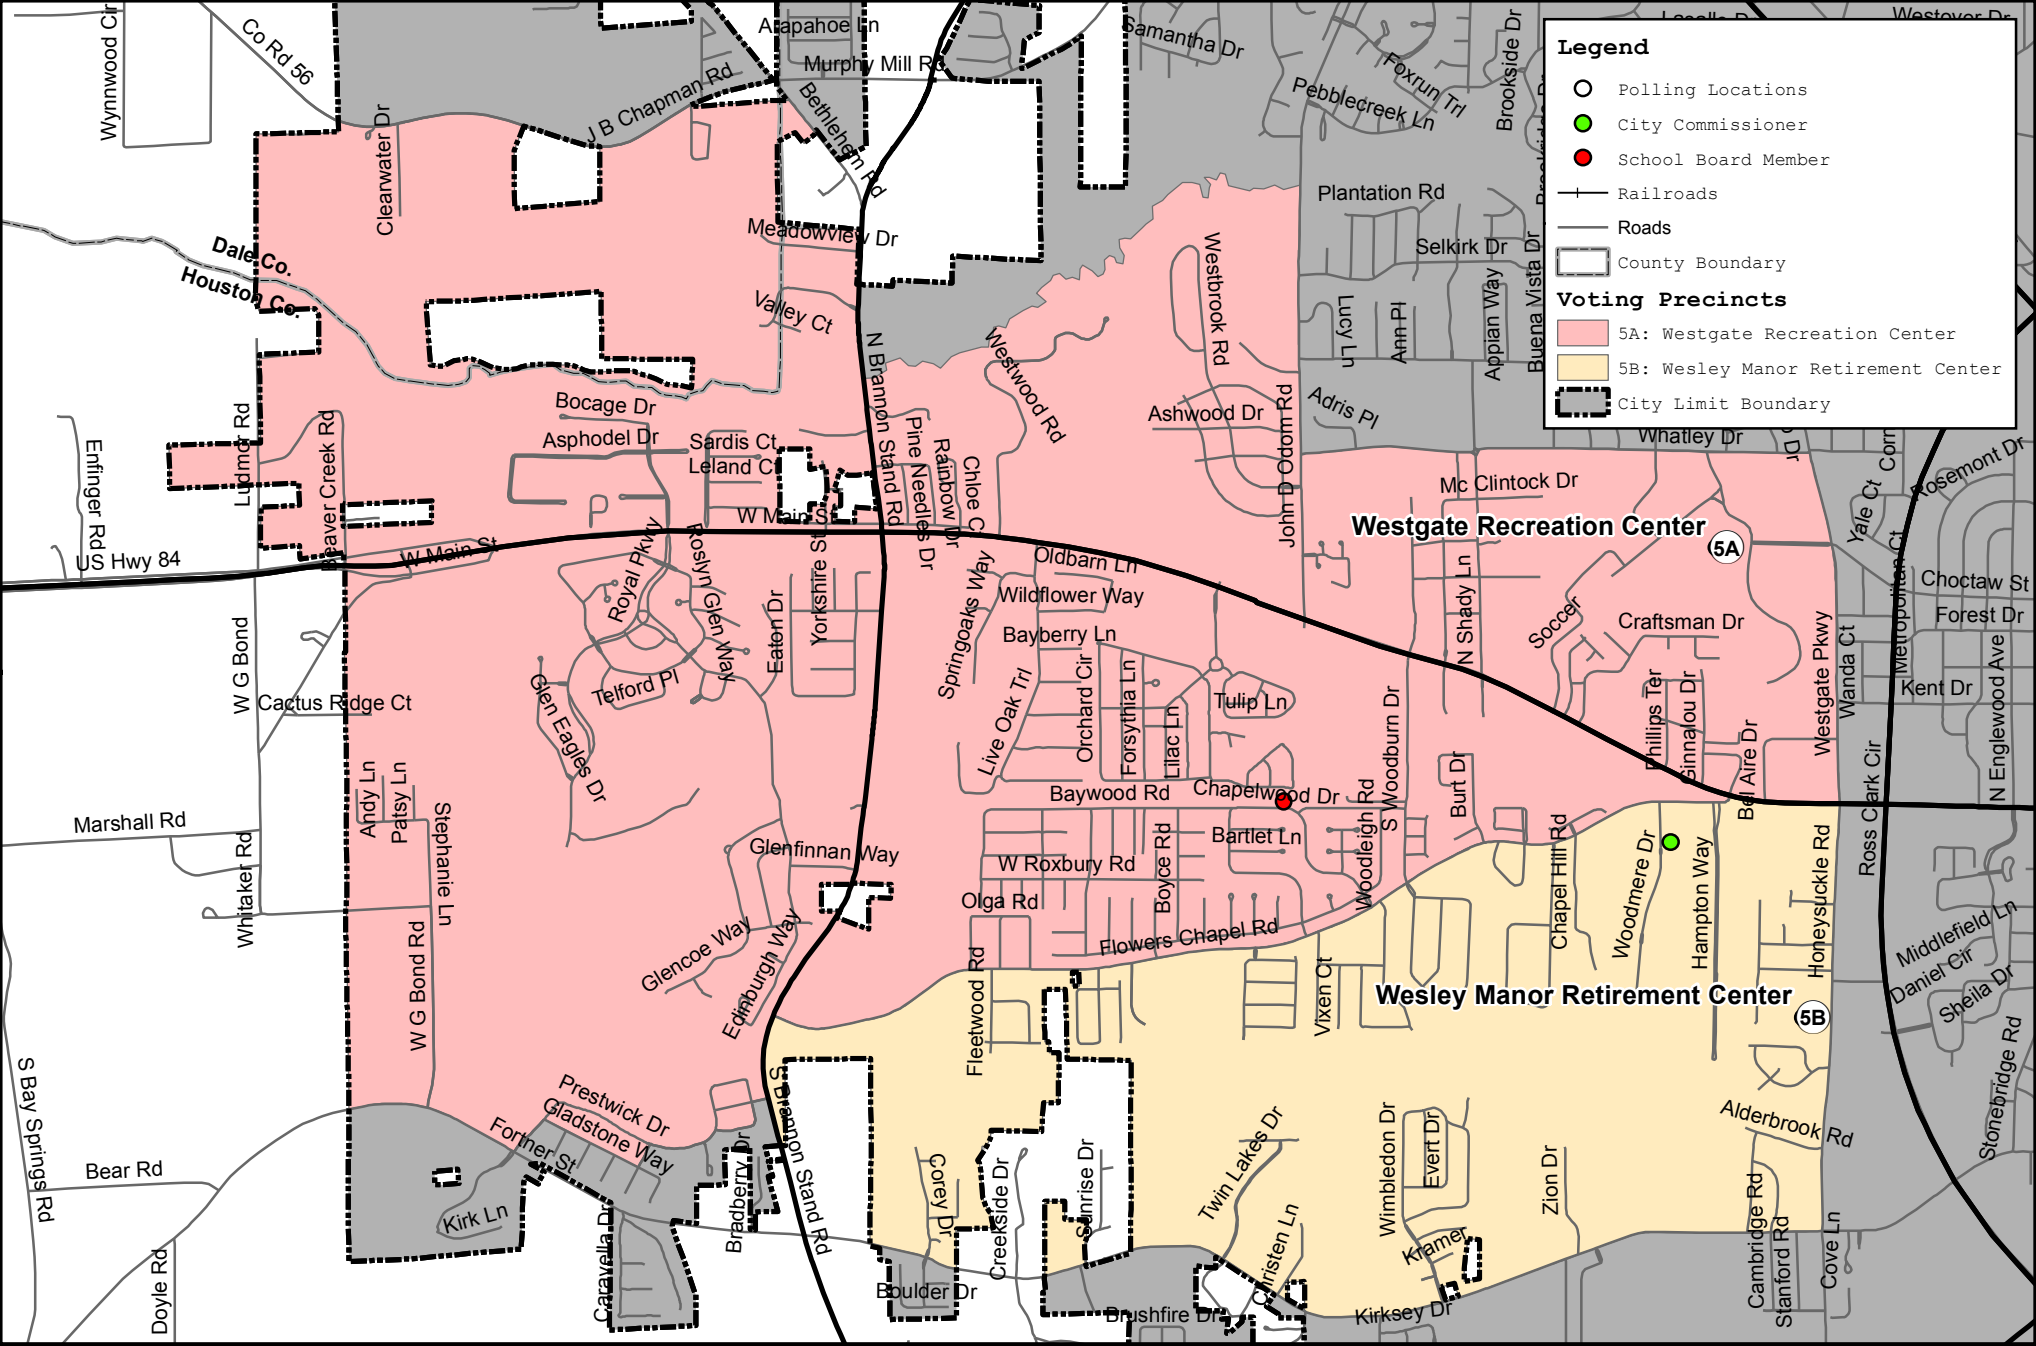 Wynnwood Cir
Co Rd 56
Arapahoe Ln
Murphy Mill Rd
Samantha Dr
Foxrun Trl
Pebblecreek Ln
Brookside Dr
Westover Dr
Legend
Polling Locations
City Commissioner
School Board Member
Railroads
Roads
County Boundary
Voting Precincts
5A: Westgate Recreation Center
5B: Wesley Manor Retirement Center
City Limit Boundary
J B Chapman Rd
Bethlehem Rd
Clearwater Dr
Plantation Rd
Selkirk Dr
Meadowview Dr
Dale Co.
Houston Co.
Valley Ct
Westbrook Rd
Lucy Ln
Ann Pl
Appian Way
Buena Vista Dr
N Brannon Stand Rd
Westwood Rd
Ashwood Dr
John D Odom Rd
Adris Pl
Whatley Dr
Bocage Dr
Asphodel Dr
Sardis Ct
Leland Ct
W Main St
Pine Needles Dr
Rainbow Dr
Chloe Ct
Ludmor Rd
Beaver Creek Rd
Enfinger Rd
US Hwy 84
W Main St
Mc Clintock Dr
Westgate Recreation Center
5A
Yale Ct
Rosemont Dr
Metropolitan Ct
Choctaw St
Forest Dr
Kent Dr
N Englewood Ave
Royal Pkwy
Roslyn Glen Way
Eaton Dr
Yorkshire St
Springoaks Way
Oldbarn Ln
Wildflower Way
Bayberry Ln
N Shady Ln
Soccer
Craftsman Dr
Westgate Pkwy
Wanda Ct
W G Bond
Cactus Ridge Ct
Glen Eagles Dr
Telford Pl
Live Oak Trl
Orchard Cir
Forsythia Ln
Lilac Ln
Tulip Ln
S Woodburn Dr
Burt Dr
Phillips Ter
Ginnalou Dr
Bel Aire Dr
Ross Clark Cir
Andy Ln
Patsy Ln
Stephanie Ln
Marshall Rd
Whitaker Rd
Baywood Rd
Chapelwood Dr
Bartlet Ln
Woodleigh Rd
W Roxbury Rd
Boyce Rd
Olga Rd
Flowers Chapel Rd
Glenfinnan Way
Glencoe Way
Edinburgh Way
W G Bond Rd
Chapel Hill Rd
Woodmere Dr
Hampton Way
Honeysuckle Rd
Middlefield Ln
Daniel Cir
Sheila Dr
Stonebridge Rd
Fleetwood Rd
Vixen Ct
Wesley Manor Retirement Center
5B
Alderbrook Rd
S Bay Springs Rd
Bear Rd
Doyle Rd
Prestwick Dr
Gladstone Way
Fortner St
Kirk Ln
Caravella Dr
Bradberry Dr
S Brannon Stand Rd
Corey Dr
Boulder Dr
Creekside Dr
Sunrise Dr
Brushfire Dr
Twin Lakes Dr
Christen Ln
Wimbledon Dr
Evert Dr
Kramer
Kirksey Dr
Zion Dr
Cambridge Rd
Stanford Rd
Cove Ln